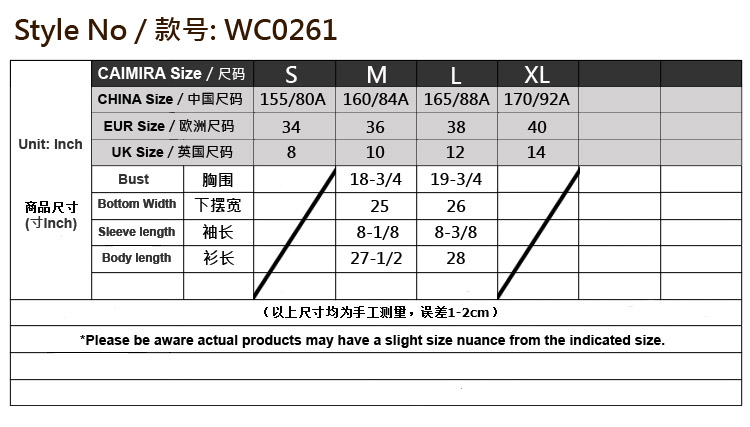 Style No / 款号: WC0261
CAIMIRA Size / 尺码 S M L XL
CHINA Size / 中国尺码 155/80A 160/84A 165/88A 170/92A
EUR Size / 欧洲尺码 34 36 38 40
Unit: Inch
UK Size / 英国尺码 8 10 12 14
Bust 胸围 18-3/4 19-3/4
商品尺寸
Bottom Width 下摆宽 25 26
(寸Inch)
Sleeve length 袖长 8-1/8 8-3/8
Body length 衫长 27-1/2 28
（以上尺寸均为手工测量，误差1-2cm）
*Please be aware actual products may have a slight size nuance from the indicated size.